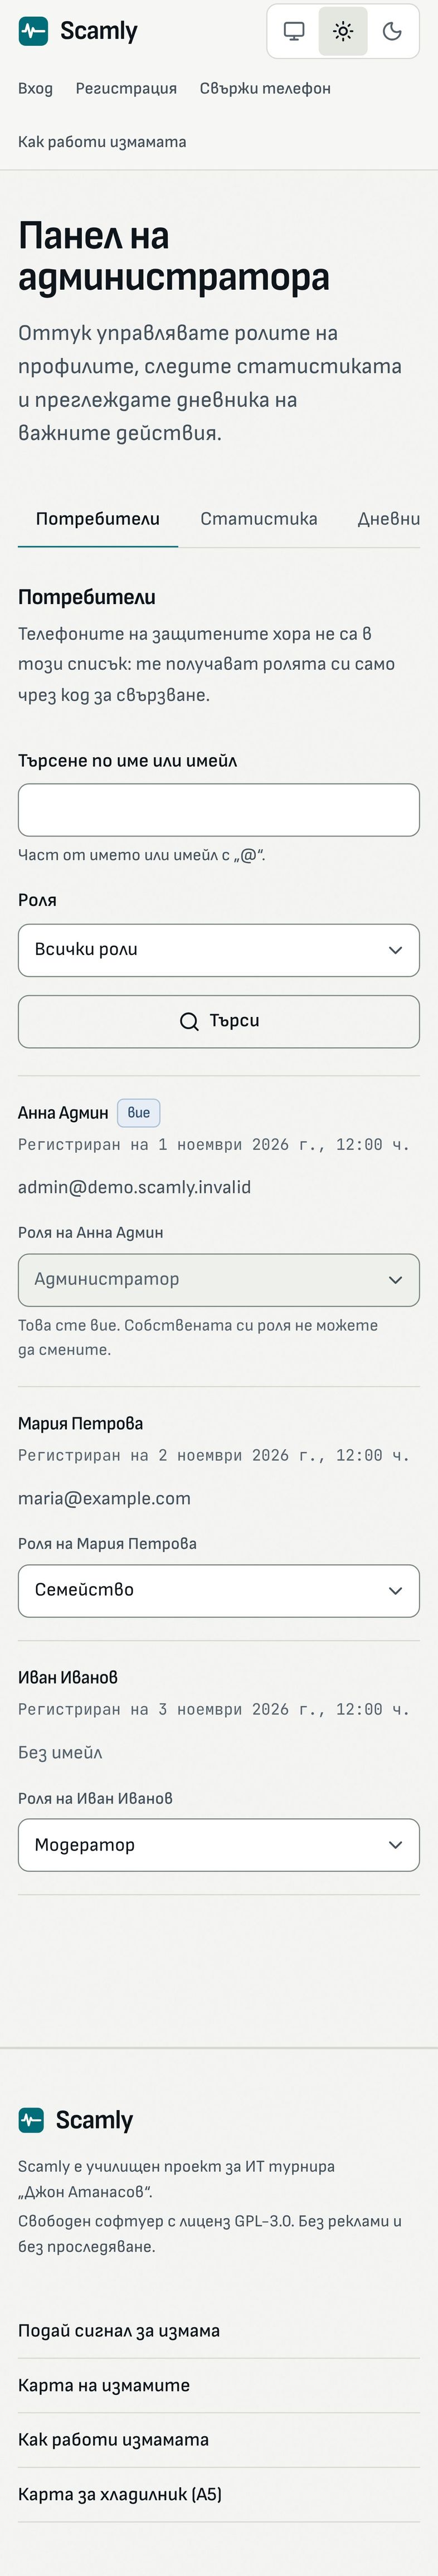 Scamly
Вход Регистрация Свържи телефон
Как работи измамата
Панел на
администратора
Оттук управлявате ролите на
профилите, следите статистиката
и преглеждате дневника на
важните действия.
Потребители Статистика Дневни
Потребители
Телефоните на защитените хора не са в
този списък: те получават ролята си само
чрез код за свързване.
Търсене по име или имейл
Част от името или имейл с „@“.
Роля
Всички роли
Търси
Анна Админ вие
Регистриран на 1 ноември 2026 г., 12:00 ч.
admin@demo.scamly.invalid
Роля на Анна Админ
Администратор
Това сте вие. Собствената си роля не можете
да смените.
Мария Петрова
Регистриран на 2 ноември 2026 г., 12:00 ч.
maria@example.com
Роля на Мария Петрова
Семейство
Иван Иванов
Регистриран на 3 ноември 2026 г., 12:00 ч.
Без имейл
Роля на Иван Иванов
Модератор
Scamly
Scamly е училищен проект за ИТ турнира
„Джон Атанасов“.
Свободен софтуер с лиценз GPL-3.0. Без реклами и
без проследяване.
Подай сигнал за измама
Карта на измамите
Как работи измамата
Карта за хладилник (А5)